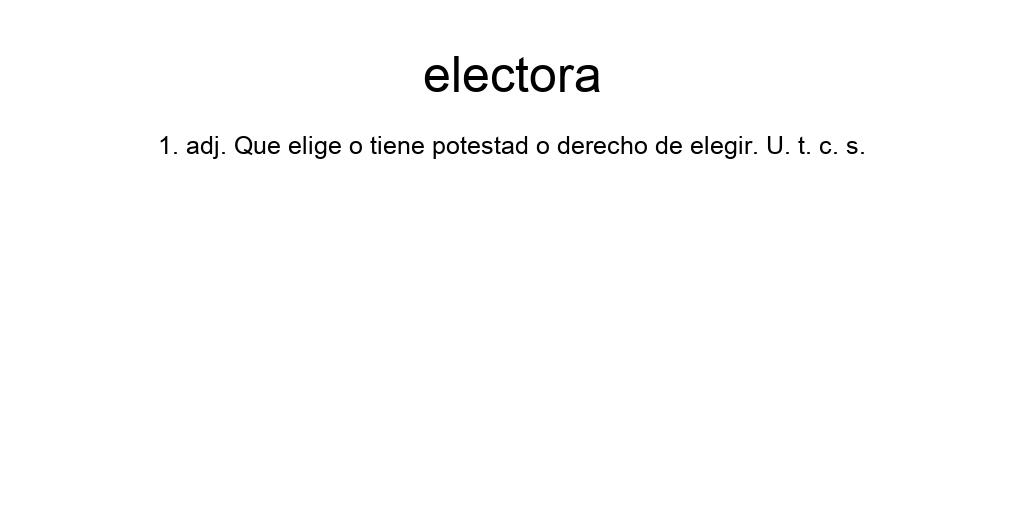 electora
1. adj. Que elige o tiene potestad o derecho de elegir. U. t. c. s.